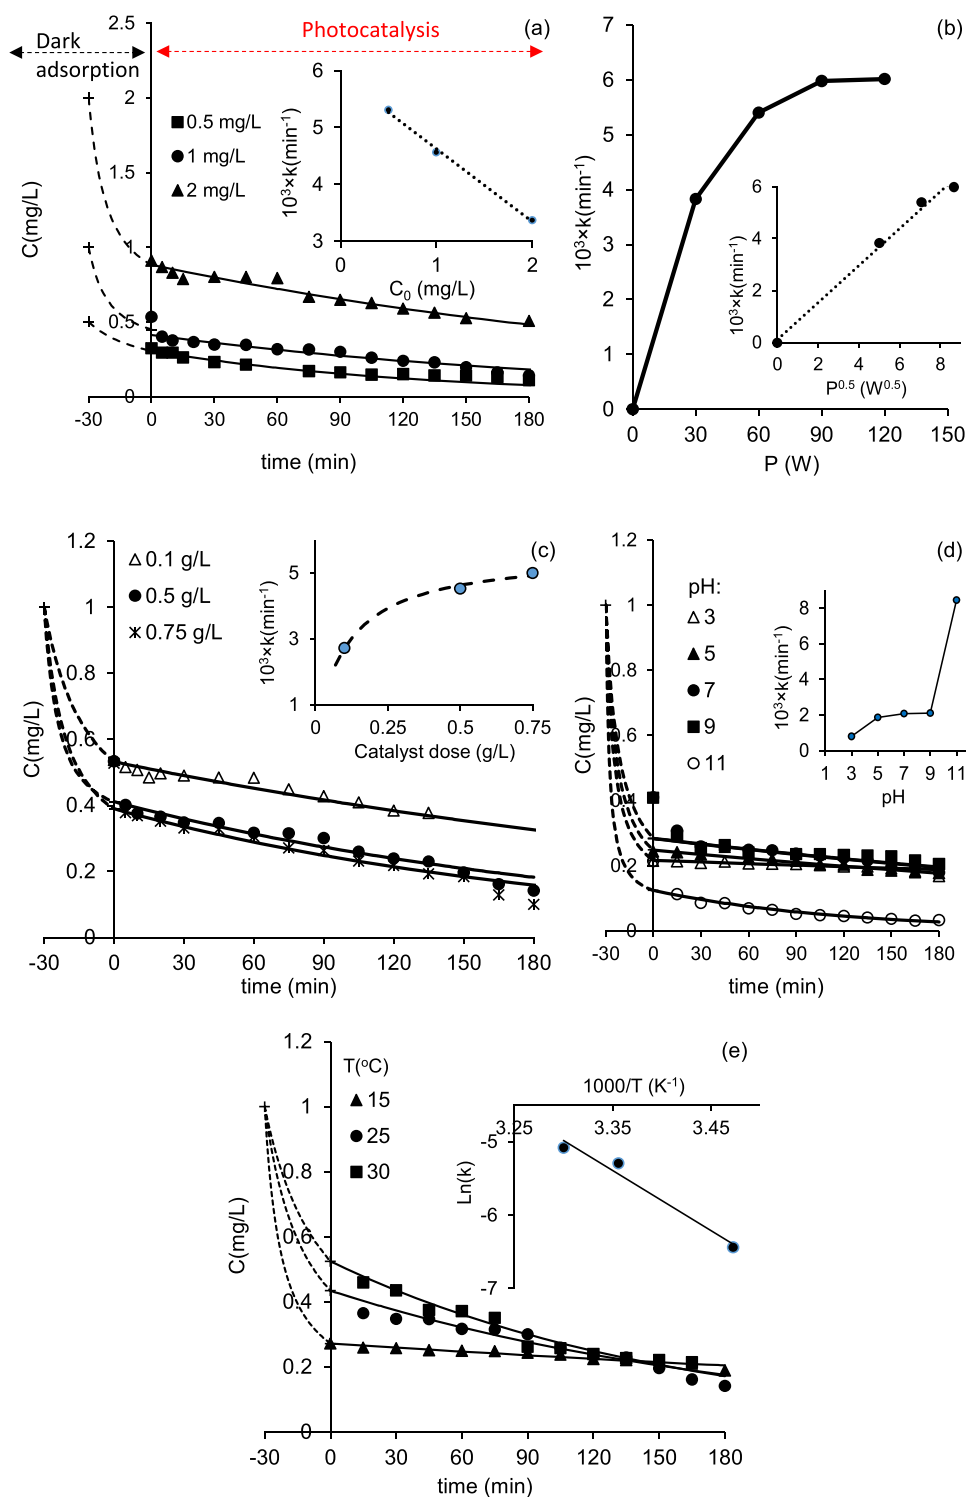 2.5
Photocatalysis
(a)
Dark
adsorption
2
1.5
1
0.5
0
C(mg/L)
0.5 mg/L
1 mg/L
2 mg/L
-30 0 30 60 90 120 150 180
time (min)
6
5
4
3
10³×k(min⁻¹)
0 1 2
C₀ (mg/L)
(b)
7
6
5
4
3
2
1
0
10³×k(min⁻¹)
0 30 60 90 120 150
P (W)
6
4
2
0
10³×k(min⁻¹)
0 2 4 6 8
P⁰·⁵ (W⁰·⁵)
(c)
1.2
1
0.8
0.6
0.4
0.2
0
C(mg/L)
0.1 g/L
0.5 g/L
0.75 g/L
-30 0 30 60 90 120 150 180
time (min)
5
3
1
10³×k(min⁻¹)
0 0.25 0.5 0.75
Catalyst dose (g/L)
(d)
1.2
1
0.8
0.6
0.4
0.2
0
C(mg/L)
pH:
3
5
7
9
11
-30 0 30 60 90 120 150 180
time (min)
10
8
6
4
2
0
10³×k(min⁻¹)
1 3 5 7 9 11
pH
(e)
1.2
1
0.8
0.6
0.4
0.2
0
C(mg/L)
T(ᵒC)
15
25
30
-30 0 30 60 90 120 150 180
time (min)
1000/T (K⁻¹)
3.25 3.35 3.45
-5
-6
-7
Ln(k)